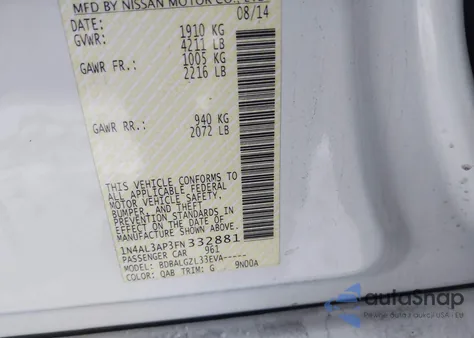 MFD BY NISSAN MOTOR CO., LTD.
DATE: 08/14
GVWR: 1910 KG
4211 LB
GAWR FR.: 1005 KG
2216 LB
GAWR RR.: 940 KG
2072 LB
THIS VEHICLE CONFORMS TO
ALL APPLICABLE FEDERAL
MOTOR VEHICLE SAFETY,
BUMPER, AND THEFT
PREVENTION STANDARDS IN
EFFECT ON THE DATE OF
MANUFACTURE SHOWN ABOVE.
1N4AL3AP3FN332881
PASSENGER CAR 961
MODEL: BDBALGZL33EVA-----
COLOR: QAB TRIM: G 9N00A
autoSnap